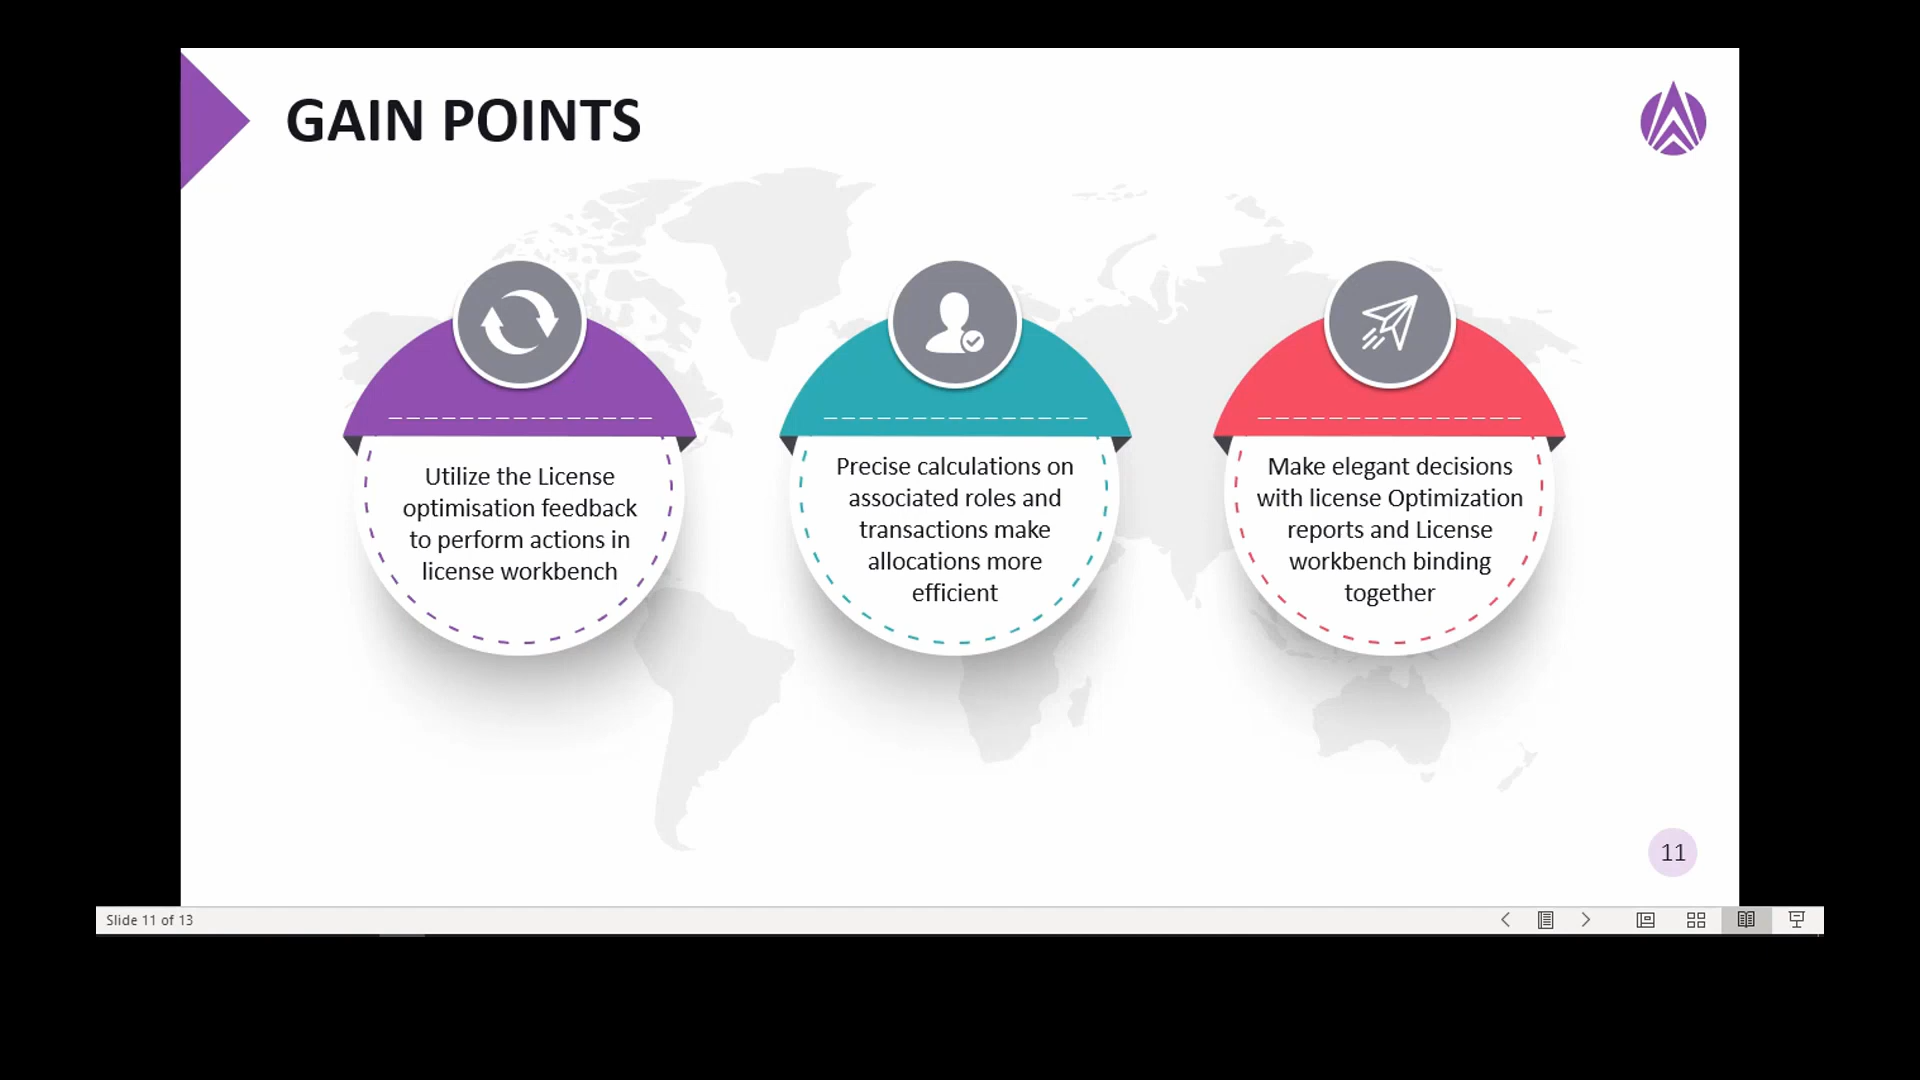 GAIN POINTS
Utilize the License
optimisation feedback
to perform actions in
license workbench
Precise calculations on
associated roles and
transactions make
allocations more
efficient
Make elegant decisions
with license Optimization
reports and License
workbench binding
together
11
Slide 11 of 13